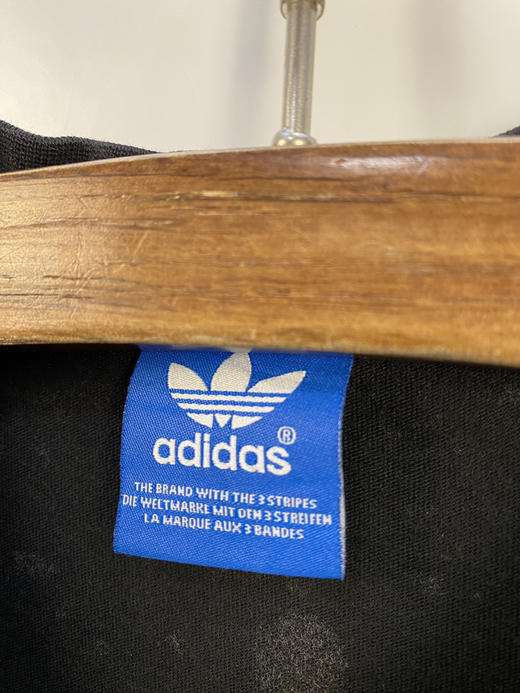 adidas®
THE BRAND WITH THE 3 STRIPES
DIE WELTMARKE MIT DEN 3 STREIFEN
LA MARQUE AUX 3 BANDES